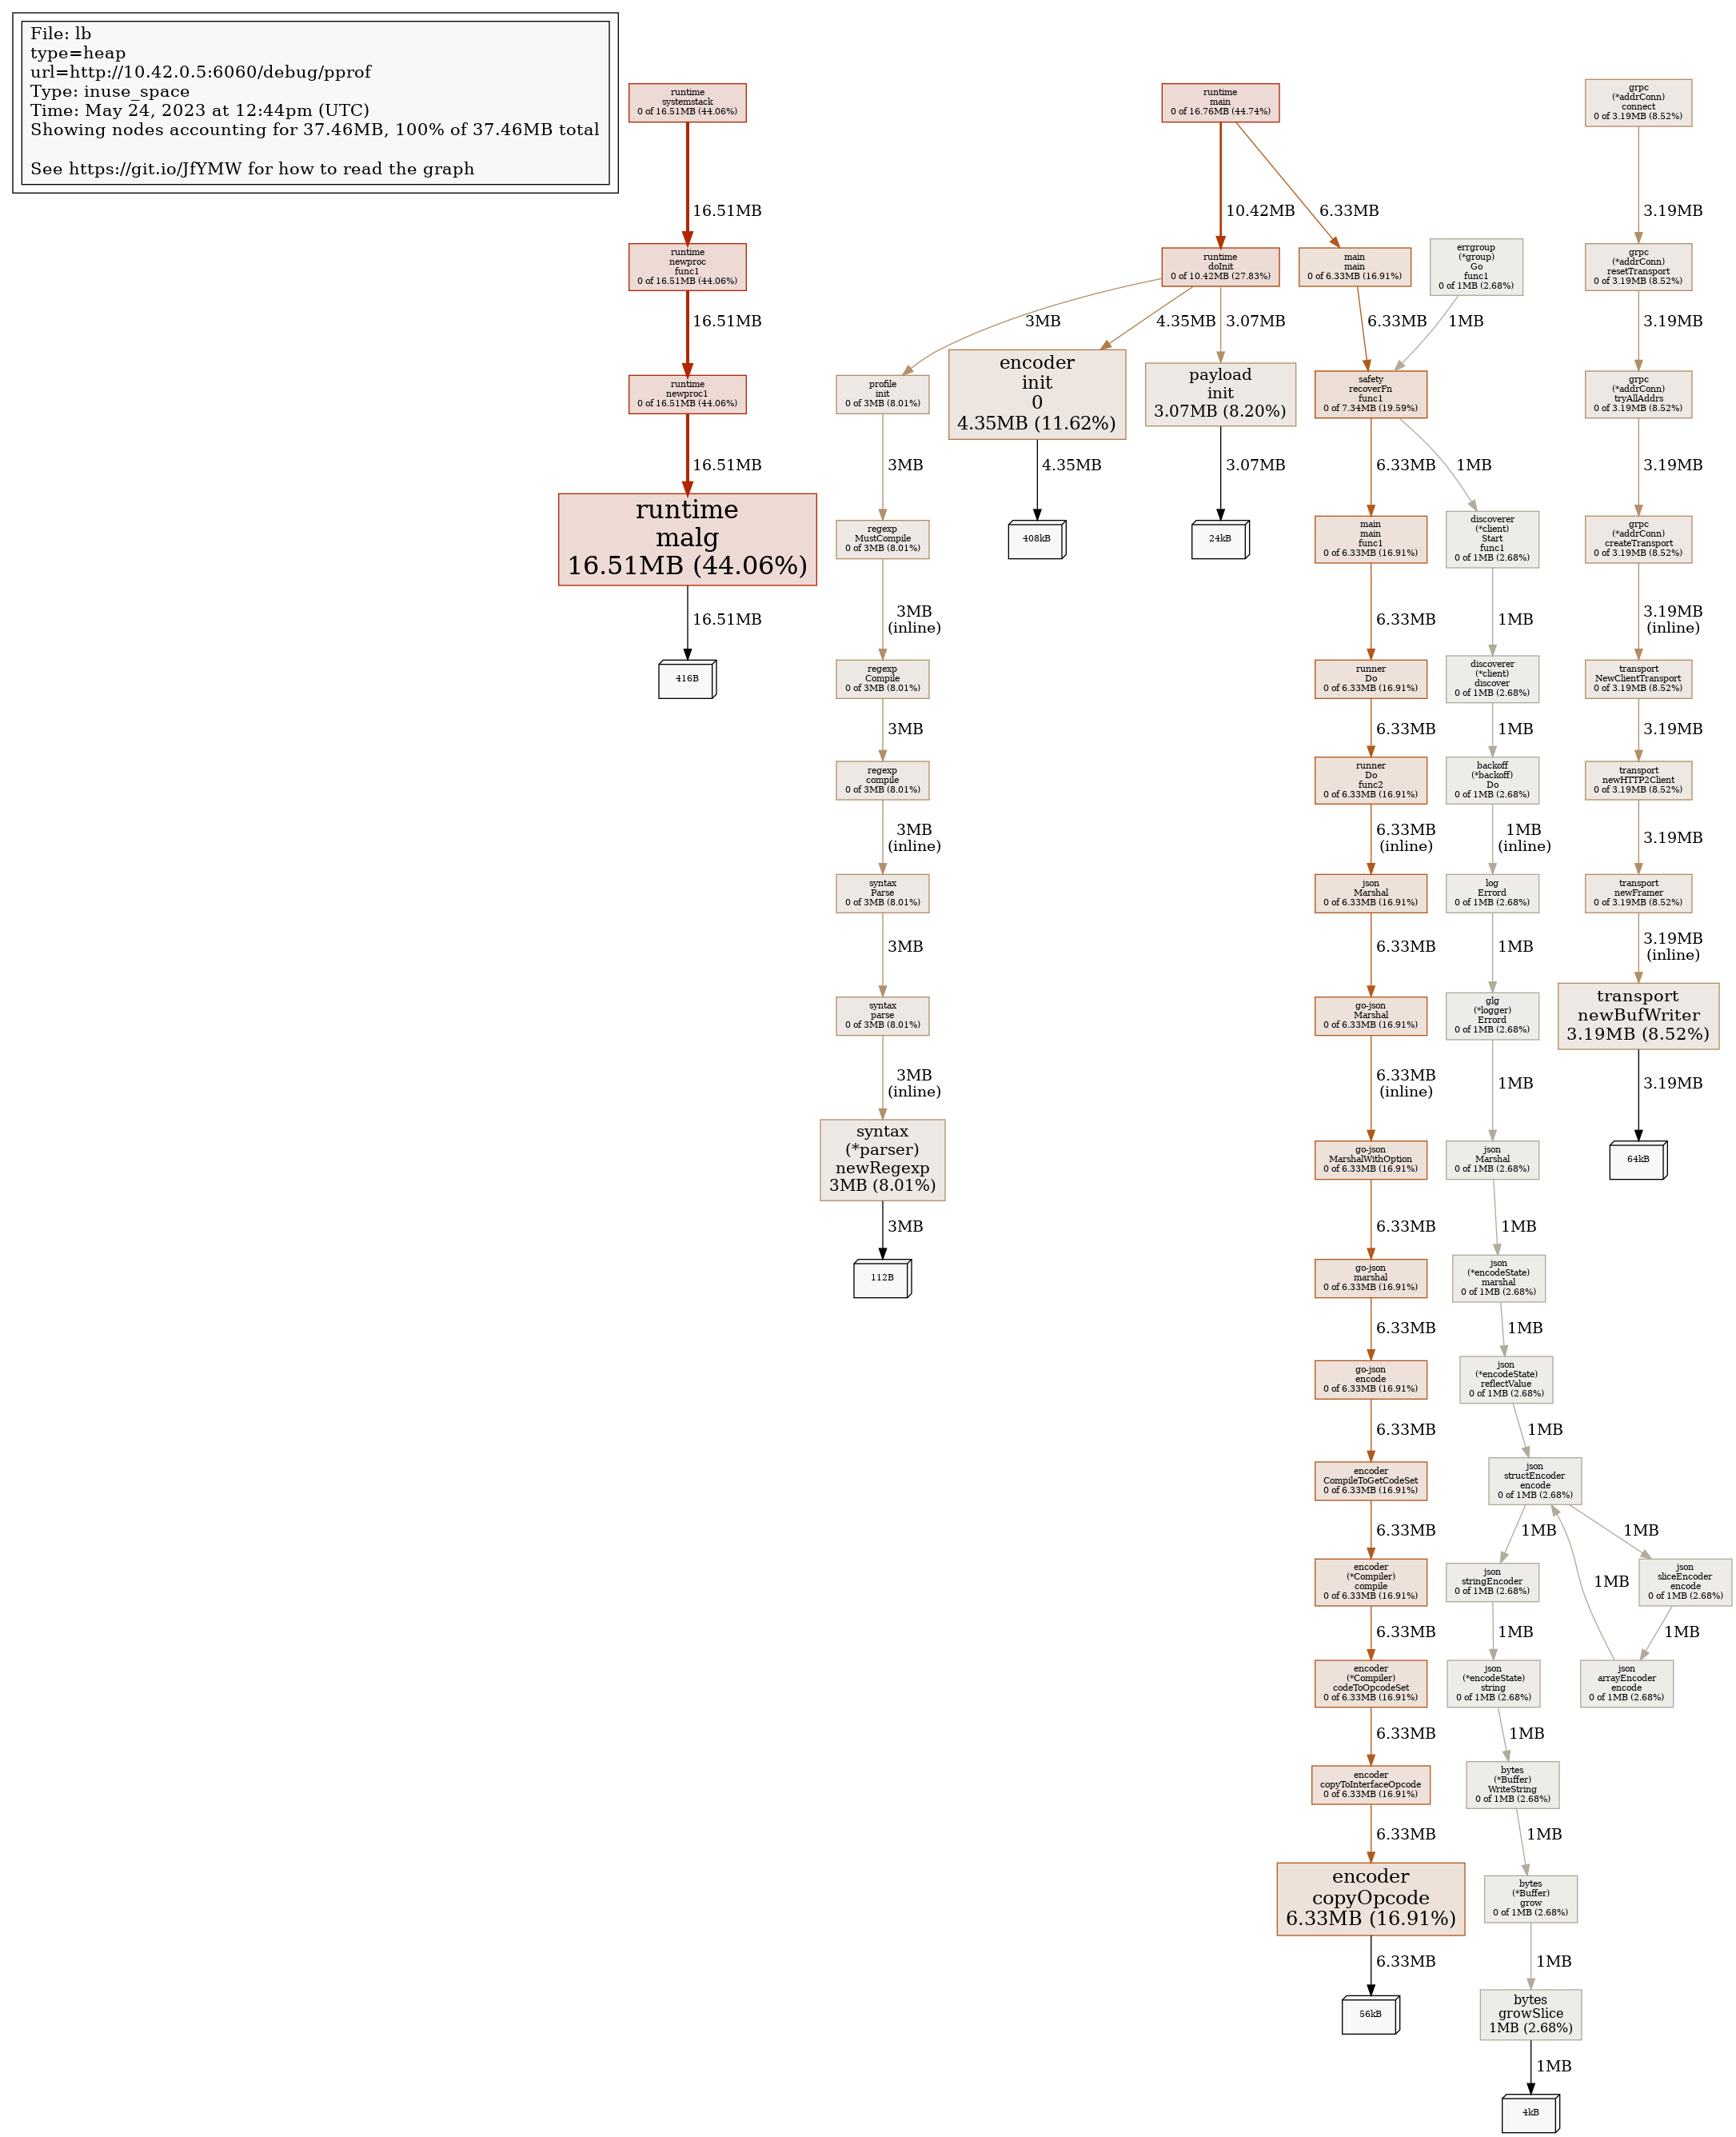 File: lb
type=heap
url=http://10.42.0.5:6060/debug/pprof
Type: inuse_space
Time: May 24, 2023 at 12:44pm (UTC)
Showing nodes accounting for 37.46MB, 100% of 37.46MB total
See https://git.io/JfYMW for how to read the graph
runtime
systemstack
0 of 16.51MB (44.06%)
16.51MB
runtime
newproc
func1
0 of 16.51MB (44.06%)
16.51MB
runtime
newproc1
0 of 16.51MB (44.06%)
16.51MB
runtime
malg
16.51MB (44.06%)
16.51MB
416B
runtime
main
0 of 16.76MB (44.74%)
10.42MB
6.33MB
runtime
doInit
0 of 10.42MB (27.83%)
3MB
4.35MB
3.07MB
profile
init
0 of 3MB (8.01%)
3MB
regexp
MustCompile
0 of 3MB (8.01%)
3MB
(inline)
regexp
Compile
0 of 3MB (8.01%)
3MB
regexp
compile
0 of 3MB (8.01%)
3MB
(inline)
syntax
Parse
0 of 3MB (8.01%)
3MB
syntax
parse
0 of 3MB (8.01%)
3MB
(inline)
syntax
(*parser)
newRegexp
3MB (8.01%)
3MB
112B
encoder
init
0
4.35MB (11.62%)
4.35MB
408kB
payload
init
3.07MB (8.20%)
3.07MB
24kB
main
main
0 of 6.33MB (16.91%)
6.33MB
errgroup
(*group)
Go
func1
0 of 1MB (2.68%)
1MB
safety
recoverFn
func1
0 of 7.34MB (19.59%)
6.33MB
1MB
main
main
func1
0 of 6.33MB (16.91%)
6.33MB
runner
Do
0 of 6.33MB (16.91%)
6.33MB
runner
Do
func2
0 of 6.33MB (16.91%)
6.33MB
(inline)
json
Marshal
0 of 6.33MB (16.91%)
6.33MB
go-json
Marshal
0 of 6.33MB (16.91%)
6.33MB
(inline)
go-json
MarshalWithOption
0 of 6.33MB (16.91%)
6.33MB
go-json
marshal
0 of 6.33MB (16.91%)
6.33MB
go-json
encode
0 of 6.33MB (16.91%)
6.33MB
encoder
CompileToGetCodeSet
0 of 6.33MB (16.91%)
6.33MB
encoder
(*Compiler)
compile
0 of 6.33MB (16.91%)
6.33MB
encoder
(*Compiler)
codeToOpcodeSet
0 of 6.33MB (16.91%)
6.33MB
encoder
copyToInterfaceOpcode
0 of 6.33MB (16.91%)
6.33MB
encoder
copyOpcode
6.33MB (16.91%)
6.33MB
56kB
discoverer
(*client)
Start
func1
0 of 1MB (2.68%)
1MB
discoverer
(*client)
discover
0 of 1MB (2.68%)
1MB
backoff
(*backoff)
Do
0 of 1MB (2.68%)
1MB
(inline)
log
Errord
0 of 1MB (2.68%)
1MB
glg
(*logger)
Errord
0 of 1MB (2.68%)
1MB
json
Marshal
0 of 1MB (2.68%)
1MB
json
(*encodeState)
marshal
0 of 1MB (2.68%)
1MB
json
(*encodeState)
reflectValue
0 of 1MB (2.68%)
1MB
json
structEncoder
encode
0 of 1MB (2.68%)
1MB
1MB
json
stringEncoder
0 of 1MB (2.68%)
1MB
json
sliceEncoder
encode
0 of 1MB (2.68%)
1MB
1MB
json
arrayEncoder
encode
0 of 1MB (2.68%)
json
(*encodeState)
string
0 of 1MB (2.68%)
1MB
bytes
(*Buffer)
WriteString
0 of 1MB (2.68%)
1MB
bytes
(*Buffer)
grow
0 of 1MB (2.68%)
1MB
bytes
growSlice
1MB (2.68%)
1MB
4kB
grpc
(*addrConn)
connect
0 of 3.19MB (8.52%)
3.19MB
grpc
(*addrConn)
resetTransport
0 of 3.19MB (8.52%)
3.19MB
grpc
(*addrConn)
tryAllAddrs
0 of 3.19MB (8.52%)
3.19MB
grpc
(*addrConn)
createTransport
0 of 3.19MB (8.52%)
3.19MB
(inline)
transport
NewClientTransport
0 of 3.19MB (8.52%)
3.19MB
transport
newHTTP2Client
0 of 3.19MB (8.52%)
3.19MB
transport
newFramer
0 of 3.19MB (8.52%)
3.19MB
(inline)
transport
newBufWriter
3.19MB (8.52%)
3.19MB
64kB